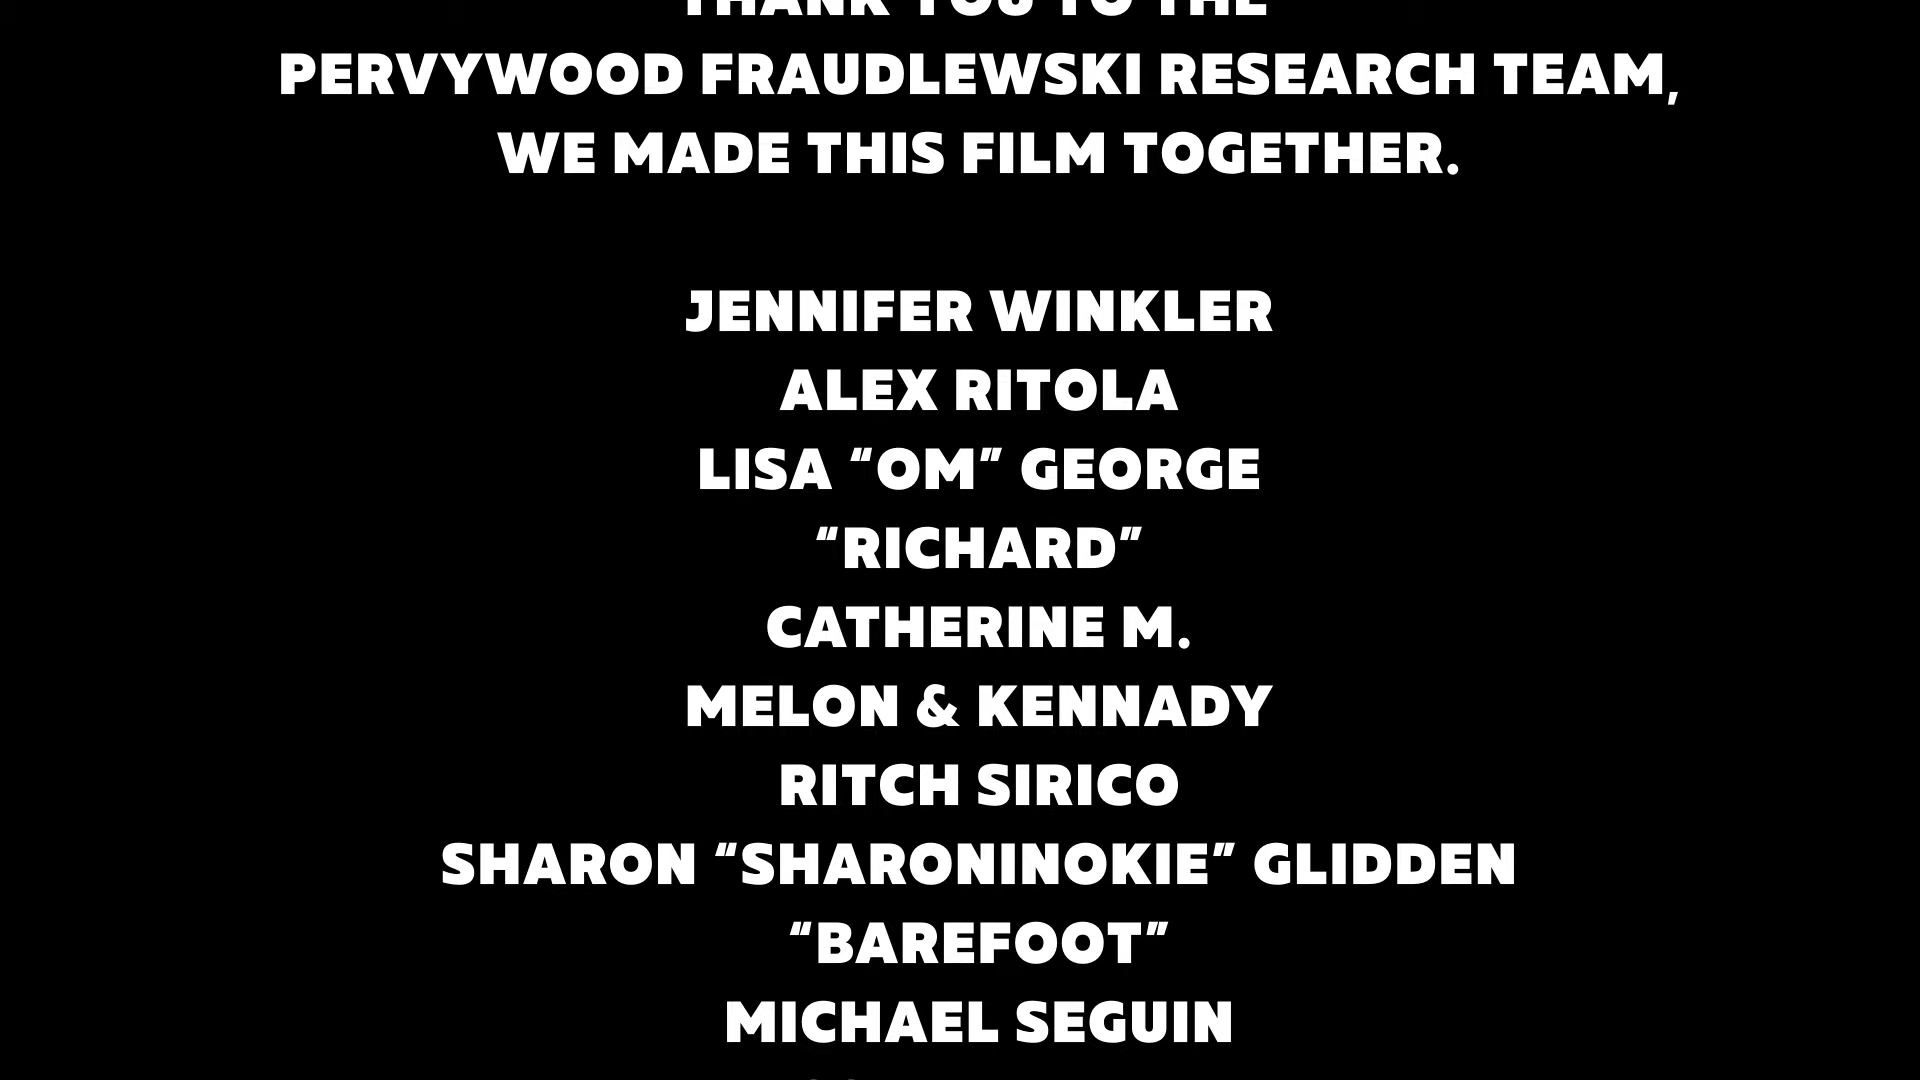 THANK YOU TO THE
PERVYWOOD FRAUDLEWSKI RESEARCH TEAM,
WE MADE THIS FILM TOGETHER.
JENNIFER WINKLER
ALEX RITOLA
LISA “OM” GEORGE
“RICHARD”
CATHERINE M.
MELON & KENNADY
RITCH SIRICO
SHARON “SHARONINOKIE” GLIDDEN
“BAREFOOT”
MICHAEL SEGUIN